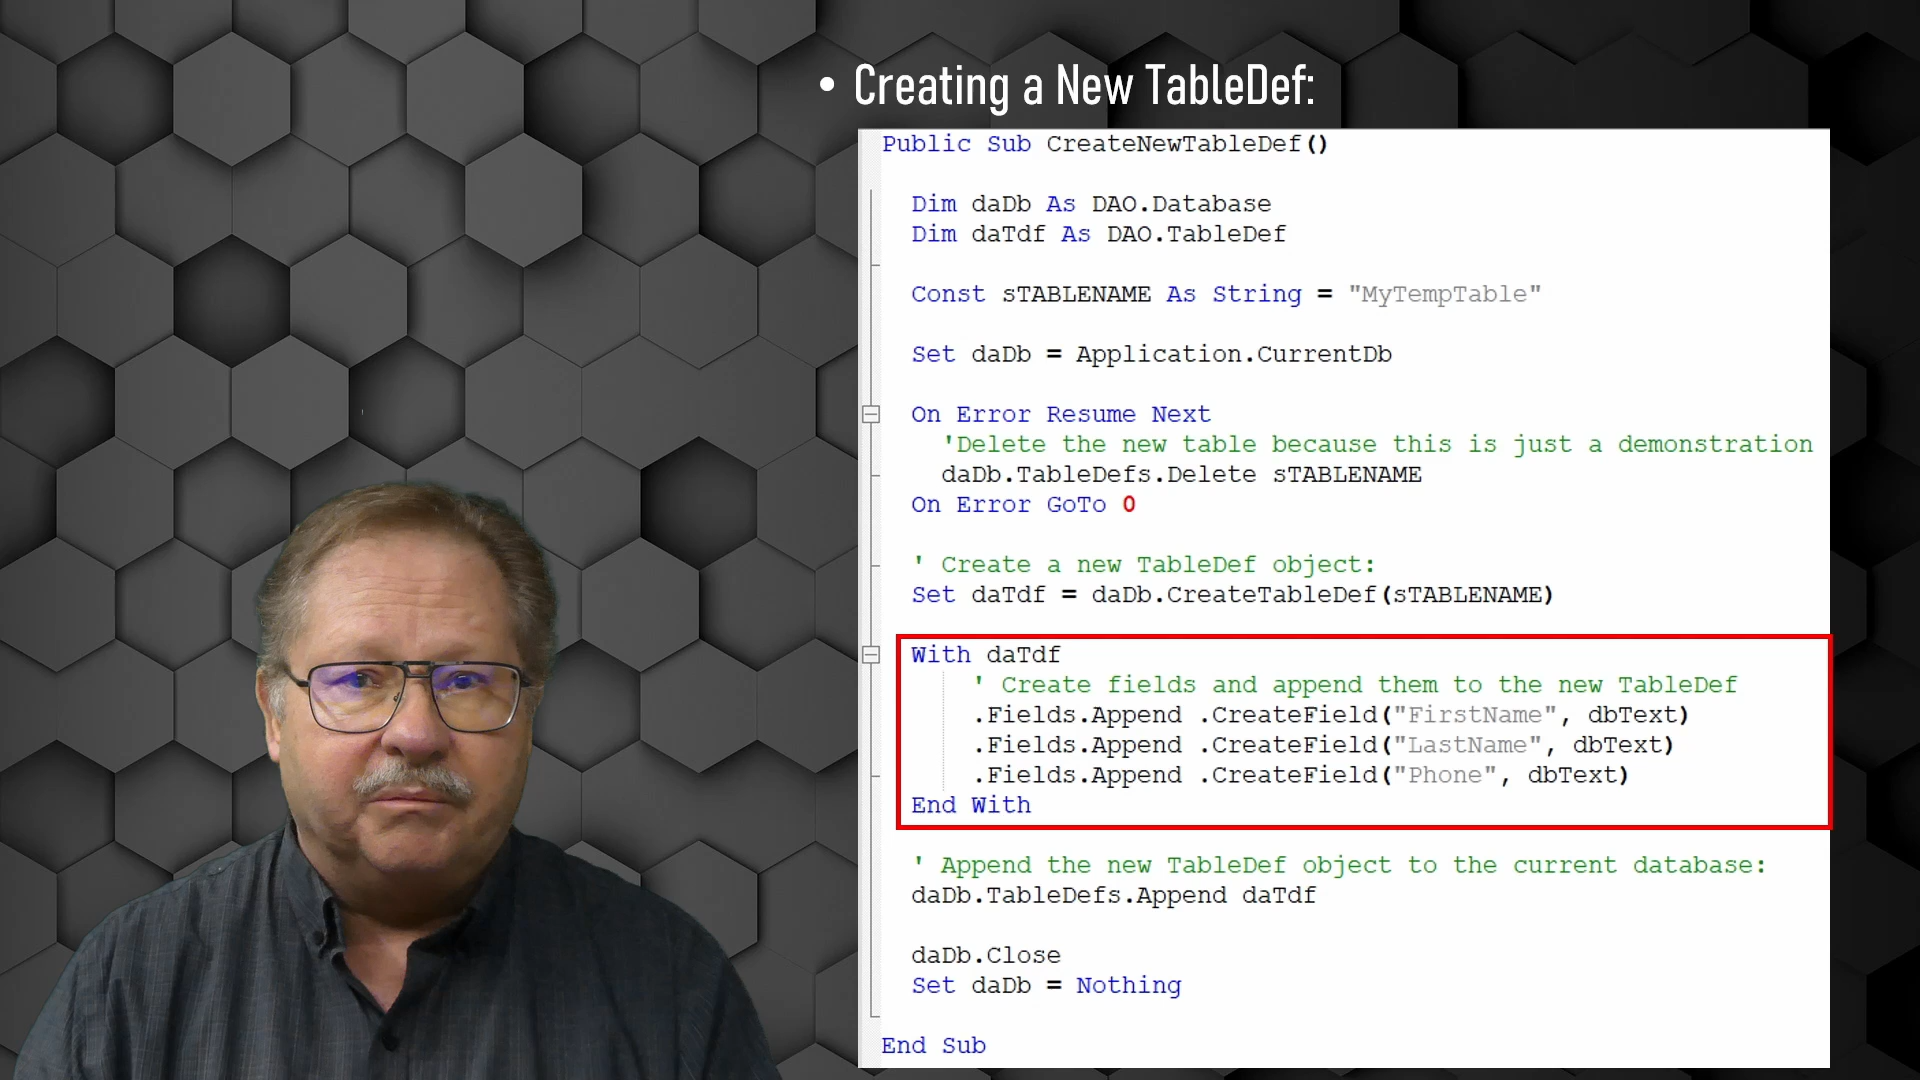 • Creating a New TableDef:
Public Sub CreateNewTableDef()
Dim daDb As DAO.Database
Dim daTdf As DAO.TableDef
Const sTABLENAME As String = "MyTempTable"
Set daDb = Application.CurrentDb
On Error Resume Next
'Delete the new table because this is just a demonstration
daDb.TableDefs.Delete sTABLENAME
On Error GoTo 0
' Create a new TableDef object:
Set daTdf = daDb.CreateTableDef(sTABLENAME)
With daTdf
' Create fields and append them to the new TableDef
.Fields.Append .CreateField("FirstName", dbText)
.Fields.Append .CreateField("LastName", dbText)
.Fields.Append .CreateField("Phone", dbText)
End With
' Append the new TableDef object to the current database:
daDb.TableDefs.Append daTdf
daDb.Close
Set daDb = Nothing
End Sub